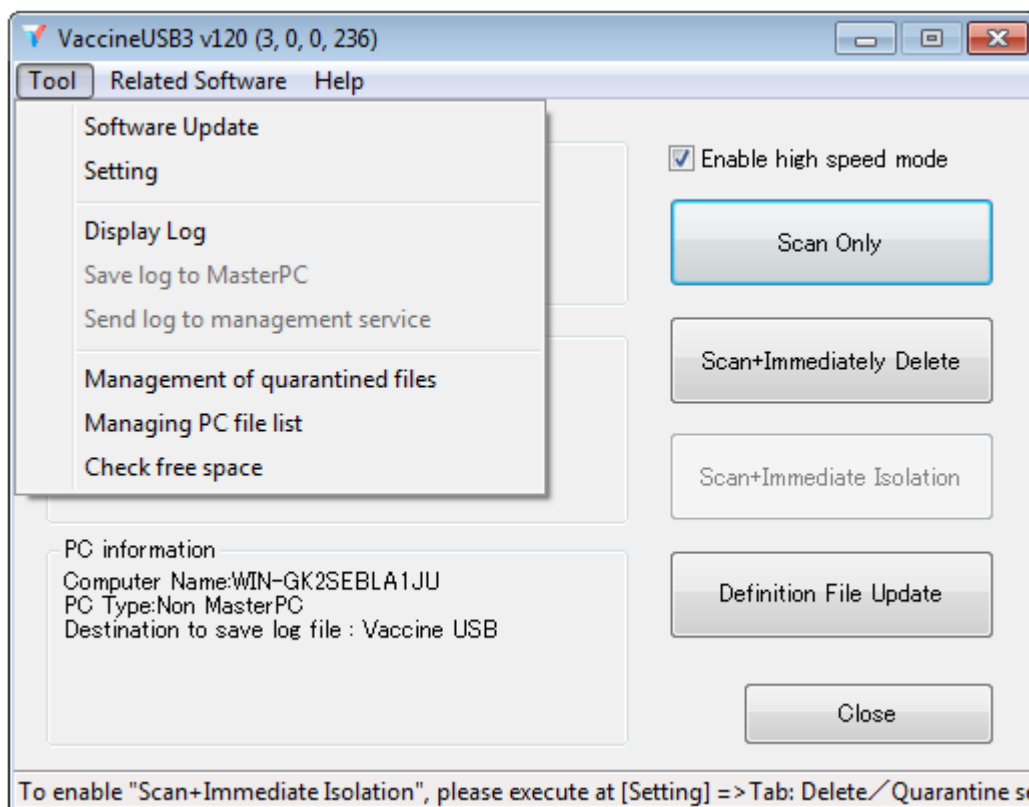 VaccineUSB3 v120 (3, 0, 0, 236)
Tool Related Software Help
Software Update
Setting
Display Log
Save log to MasterPC
Send log to management service
Management of quarantined files
Managing PC file list
Check free space
Enable high speed mode
Scan Only
Scan+Immediately Delete
Scan+Immediate Isolation
Definition File Update
Close
PC information
Computer Name:WIN-GK2SEBLA1JU
PC Type:Non MasterPC
Destination to save log file : Vaccine USB
To enable "Scan+Immediate Isolation", please execute at [Setting] =>Tab: Delete／Quarantine